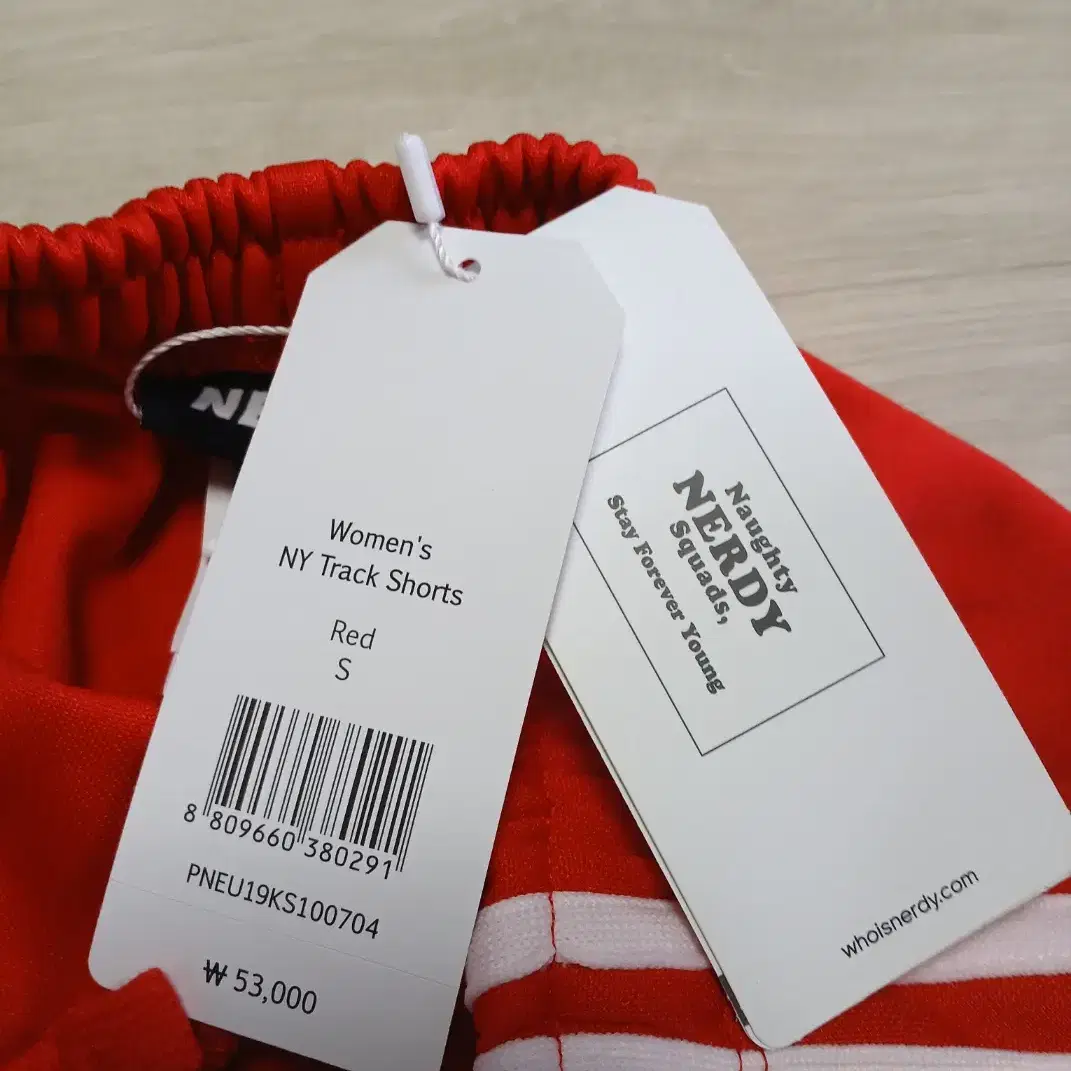 Women's
NY Track Shorts
Red
S
8 809660 380291
PNEU19KS100704
₩ 53,000
Naughty
NERDY
Squads,
Stay Forever Young
whoisnerdy.com